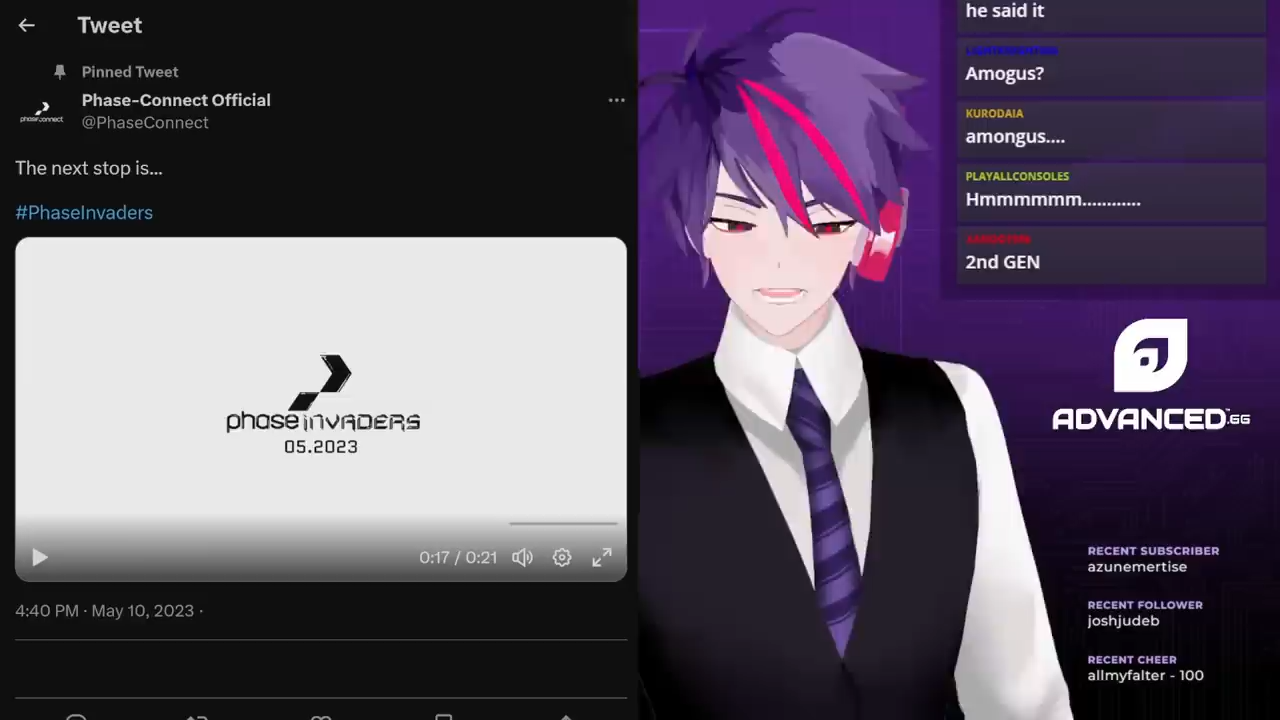 Tweet
Pinned Tweet
Phase-Connect Official
@PhaseConnect
The next stop is...
#PhaseInvaders
phase invaders
05.2023
0:17 / 0:21
4:40 PM · May 10, 2023 ·
he said it
Amogus?
KURODAIA
amongus....
PLAYALLCONSOLES
Hmmmmmm............
2nd GEN
ADVANCED.GG
RECENT SUBSCRIBER
azunemertise
RECENT FOLLOWER
joshjudeb
RECENT CHEER
allmyfalter - 100